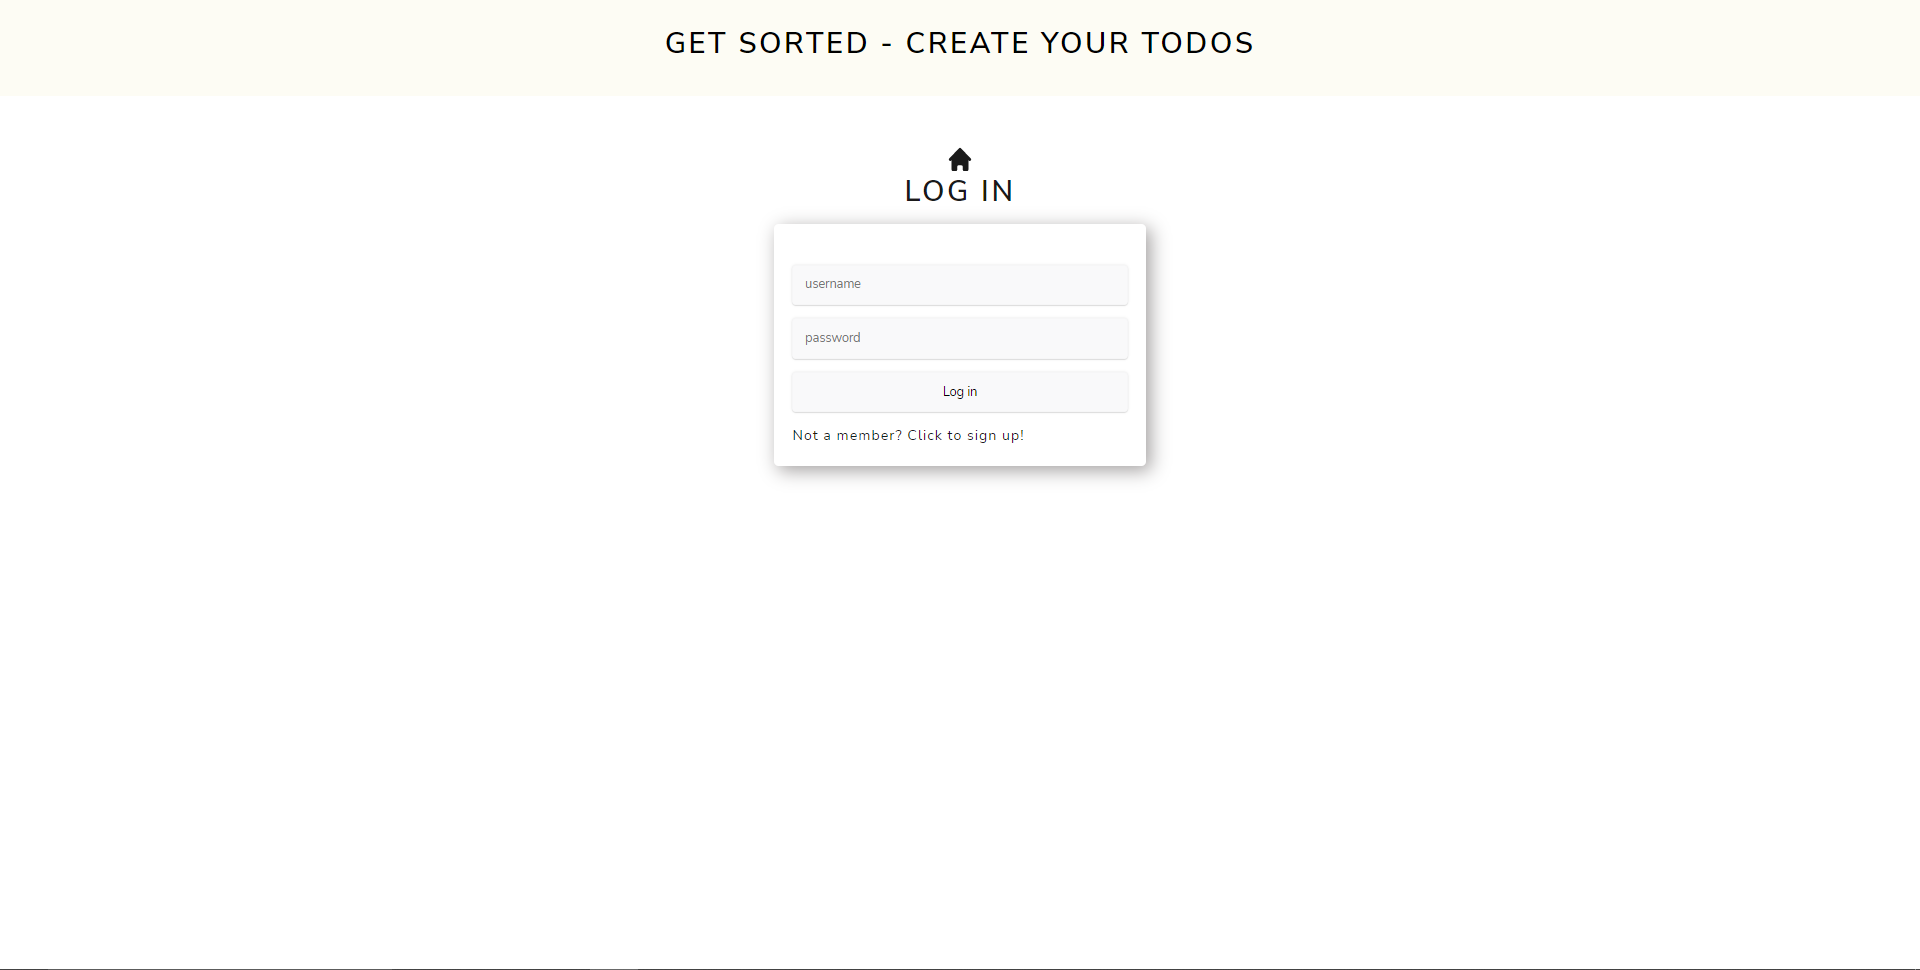 GET SORTED - CREATE YOUR TODOS
LOG IN
username
password
Log in
Not a member? Click to sign up!